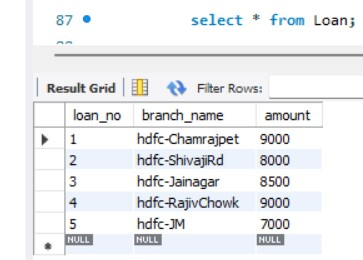 87 select * from Loan;
Result Grid Filter Rows:
loan_no branch_name amount
1 hdfc-Chamrajpet 9000
2 hdfc-ShivajiRd 8000
3 hdfc-Jainagar 8500
4 hdfc-RajivChowk 9000
5 hdfc-JM 7000
NULL NULL NULL